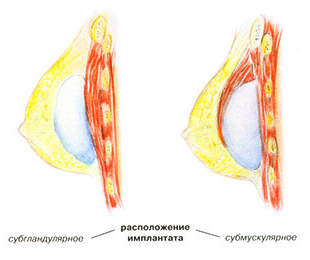 расположение
имплантата
субгландулярное
субмускулярное